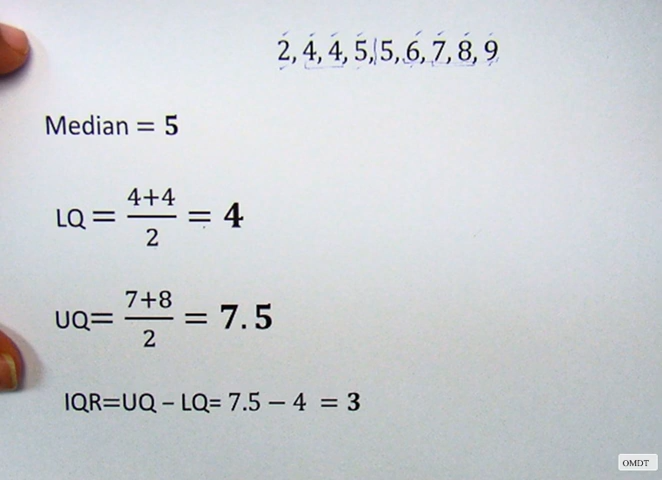 2, 4, 4, 5, 5, 6, 7, 8, 9
Median = 5
LQ = 4+4/2 = 4
UQ= 7+8/2 = 7.5
IQR=UQ – LQ= 7.5 − 4 = 3
OMDT